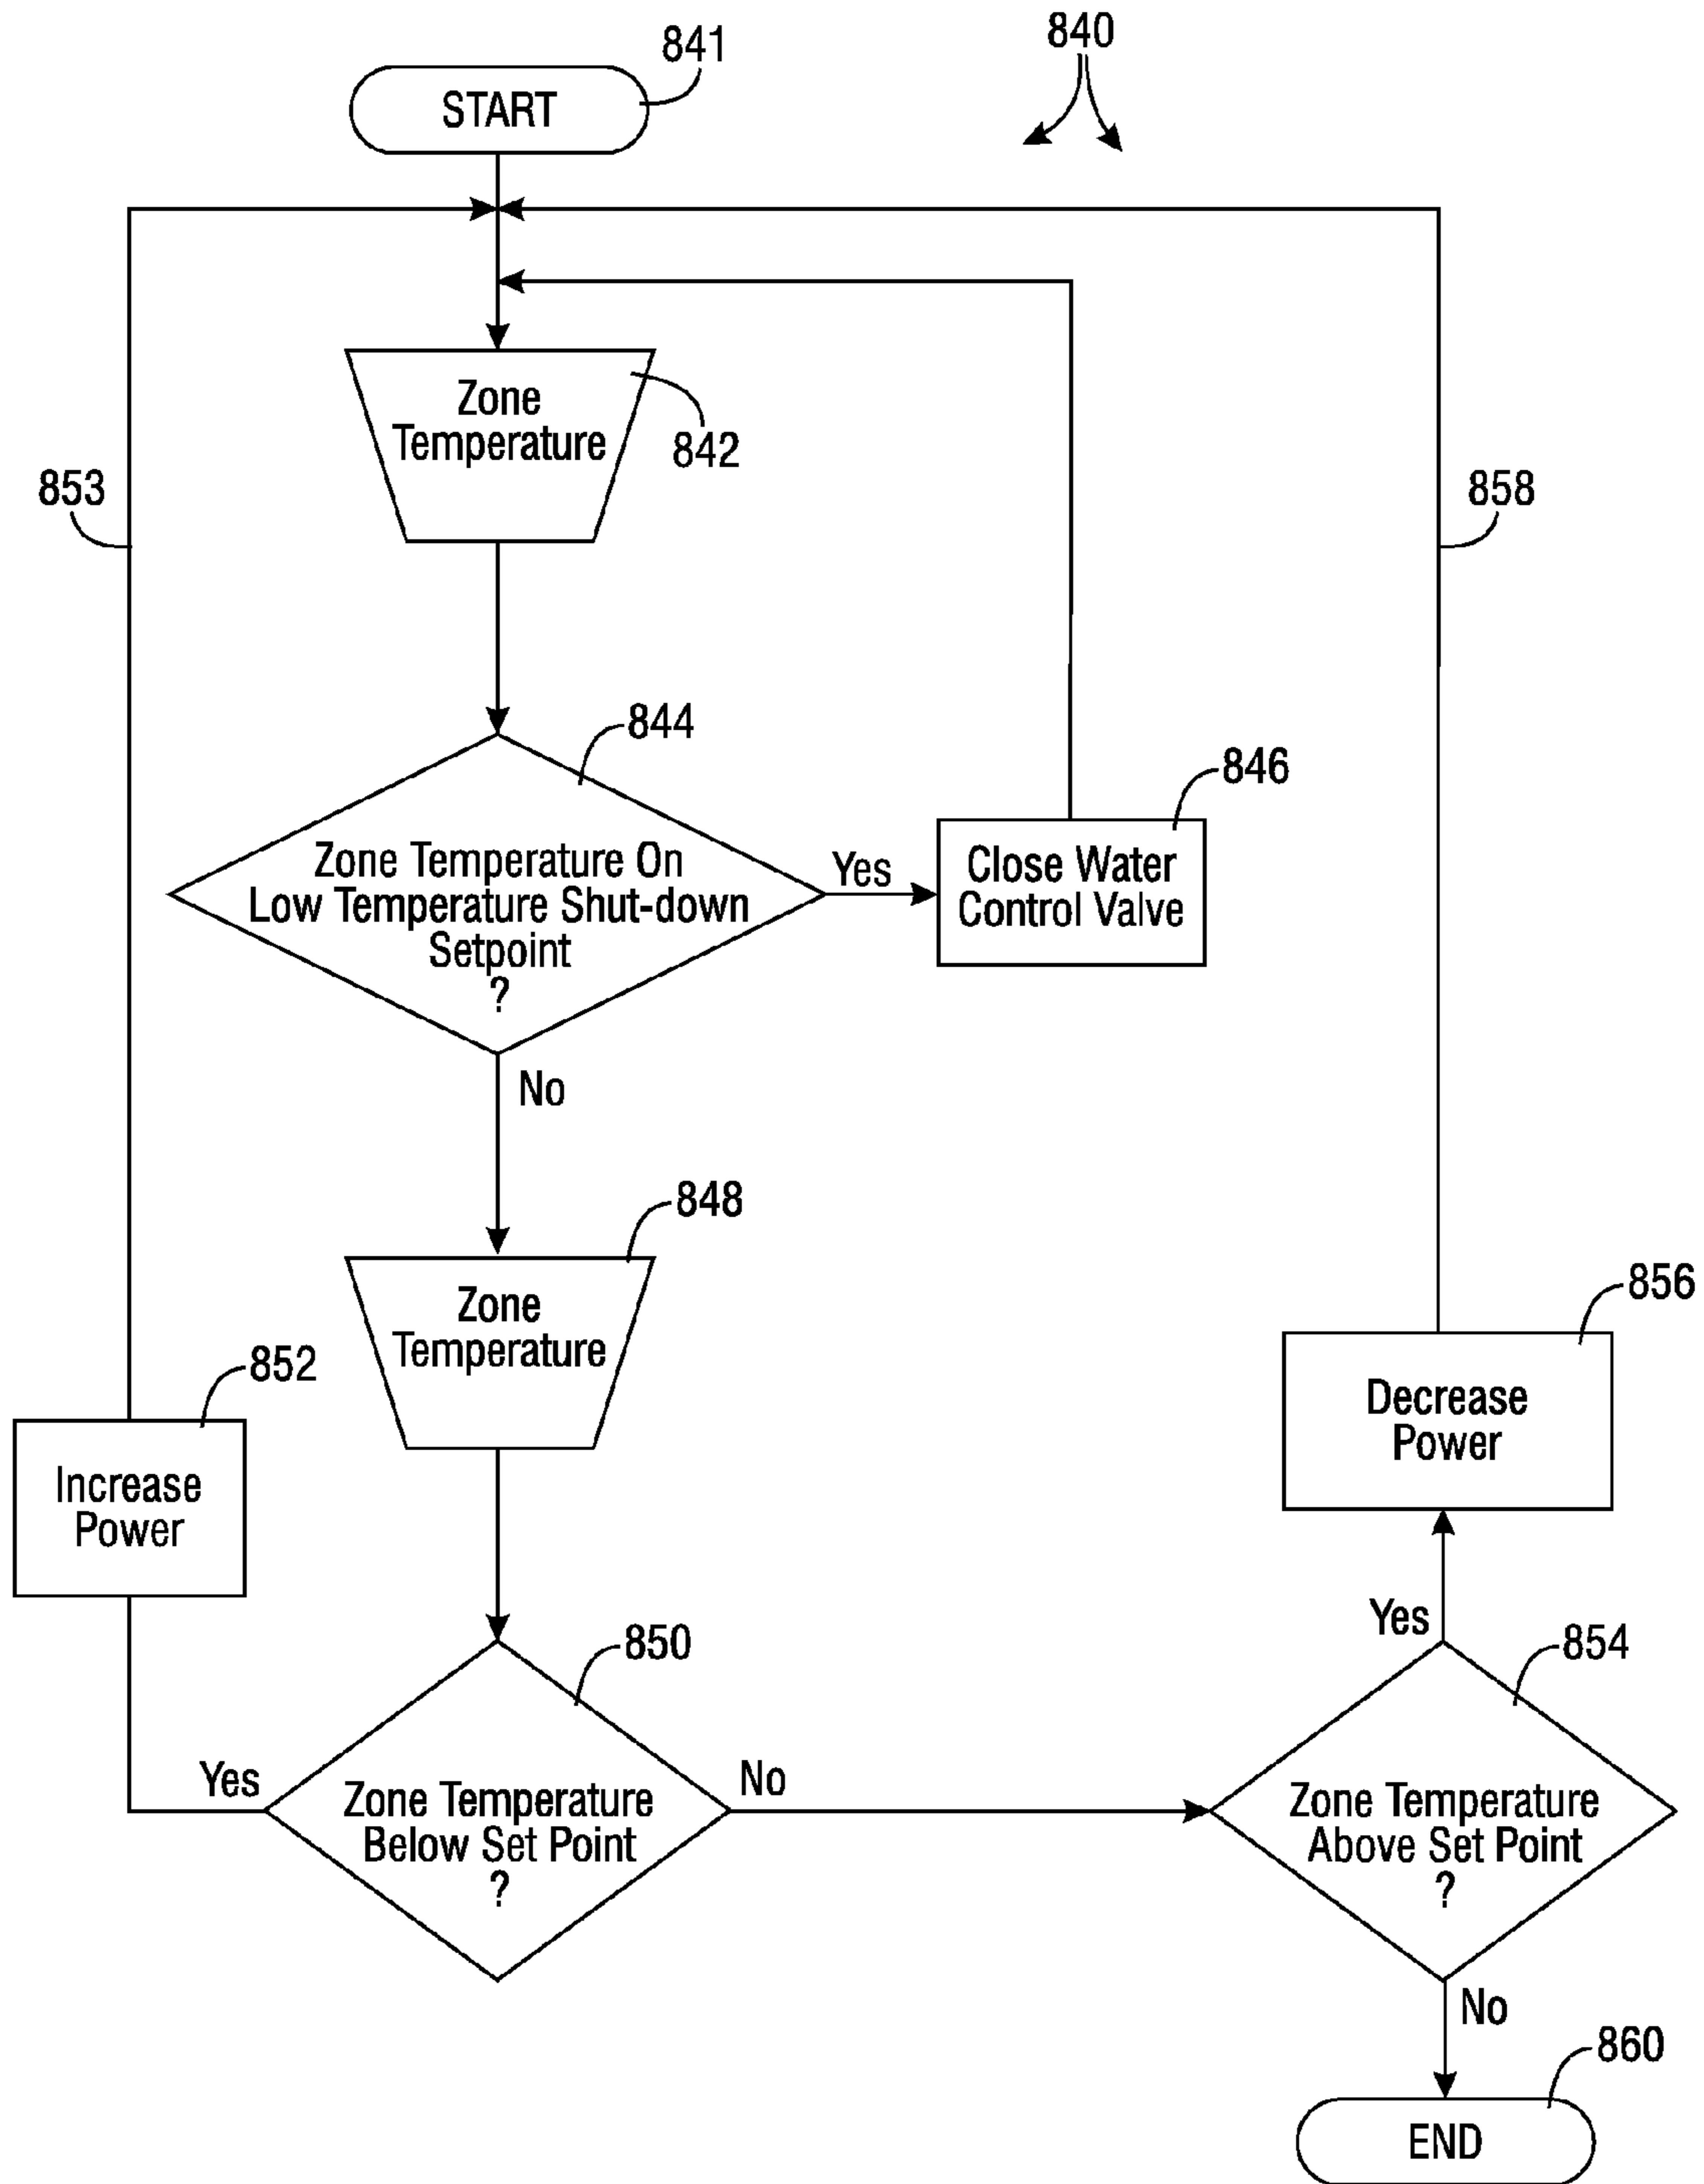 841
840
START
Zone
Temperature
842
853
858
844
846
Zone Temperature On
Low Temperature Shut-down
Setpoint
?
Yes
Close Water
Control Valve
No
848
Zone
Temperature
856
852
Decrease
Power
Increase
Power
850
Yes
854
Yes
No
Zone Temperature
Below Set Point
?
Zone Temperature
Above Set Point
?
No
860
END